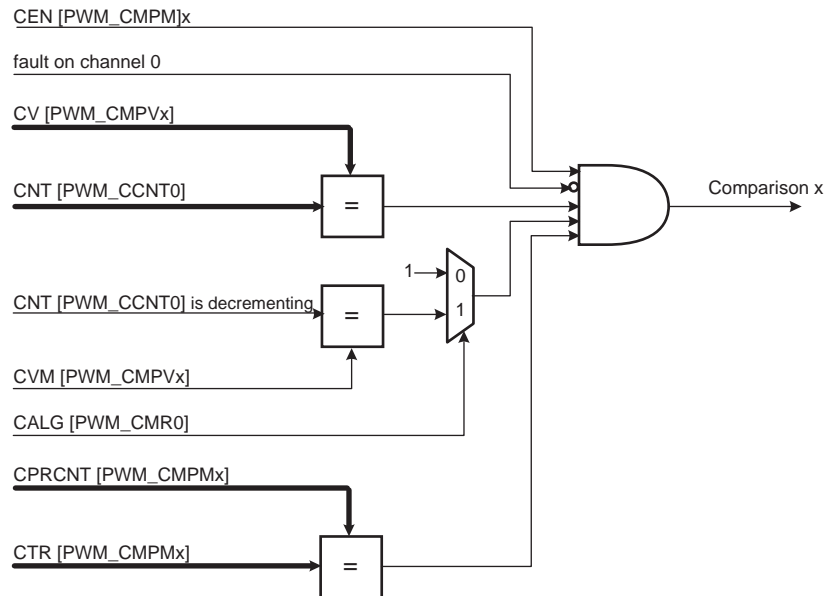 CEN [PWM_CMPM]x
fault on channel 0
CV [PWM_CMPVx]
CNT [PWM_CCNT0]
=
Comparison x
1
0
1
CNT [PWM_CCNT0] is decrementing
=
CVM [PWM_CMPVx]
CALG [PWM_CMR0]
CPRCNT [PWM_CMPMx]
CTR [PWM_CMPMx]
=